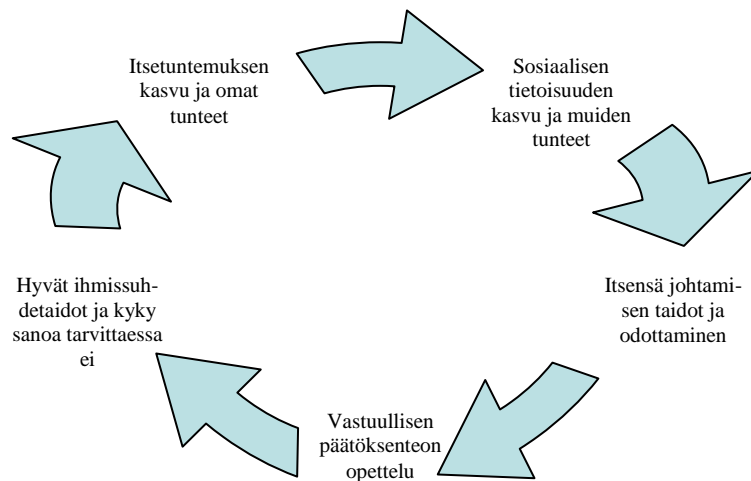 Itsetuntemuksen
kasvu ja omat
tunteet
Sosiaalisen
tietoisuuden
kasvu ja muiden
tunteet
Itsensä johtami-
sen taidot ja
odottaminen
Vastuullisen
päätöksenteon
opettelu
Hyvät ihmissuh-
detaidot ja kyky
sanoa tarvittaessa
ei